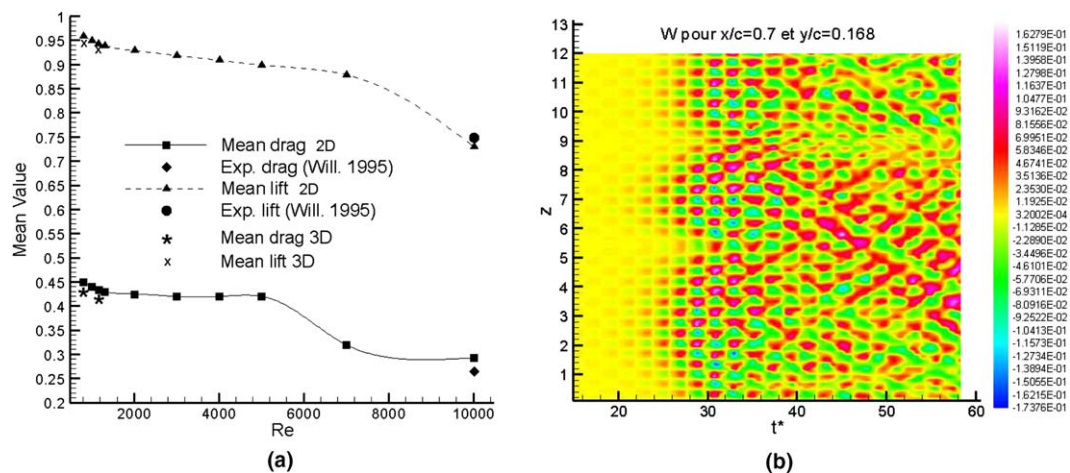 1
0.95
0.9
0.85
0.8
0.75
0.7
0.65
0.6
0.55
0.5
0.45
0.4
0.35
0.3
0.25
0.2
Mean Value
Mean drag 2D
Exp. drag (Will. 1995)
Mean lift 2D
Exp. lift (Will. 1995)
Mean drag 3D
Mean lift 3D
2000 4000 6000 8000 10000
Re
(a)
W pour x/c=0.7 et y/c=0.168
13
12
11
10
9
8
7
6
5
4
3
2
1
z
20 30 40 50 60
t*
(b)
1.6279E-01
1.5119E-01
1.3958E-01
1.2798E-01
1.1637E-01
1.0477E-01
9.3162E-02
8.1556E-02
6.9951E-02
5.8346E-02
4.6741E-02
3.5135E-02
2.3530E-02
1.1925E-02
3.2002E-04
-1.1285E-02
-2.2890E-02
-3.4496E-02
-4.6101E-02
-5.7706E-02
-6.9311E-02
-8.0916E-02
-9.2522E-02
-1.0413E-01
-1.1573E-01
-1.2734E-01
-1.3894E-01
-1.5055E-01
-1.6215E-01
-1.7376E-01